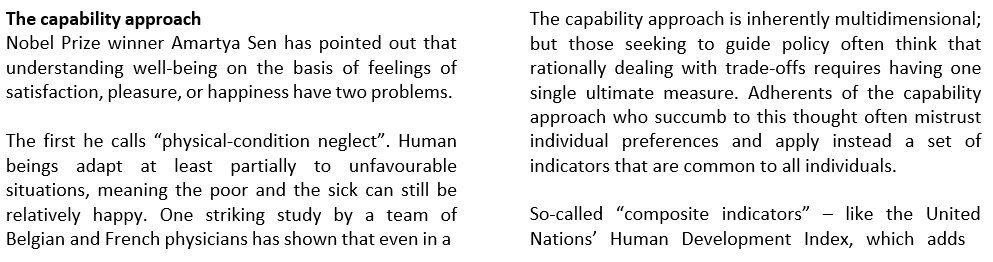 The capability approach
Nobel Prize winner Amartya Sen has pointed out that
understanding well-being on the basis of feelings of
satisfaction, pleasure, or happiness have two problems.
The first he calls “physical-condition neglect”. Human
beings adapt at least partially to unfavourable
situations, meaning the poor and the sick can still be
relatively happy. One striking study by a team of
Belgian and French physicians has shown that even in a
The capability approach is inherently multidimensional;
but those seeking to guide policy often think that
rationally dealing with trade-offs requires having one
single ultimate measure. Adherents of the capability
approach who succumb to this thought often mistrust
individual preferences and apply instead a set of
indicators that are common to all individuals.
So-called “composite indicators” – like the United
Nations’ Human Development Index, which adds